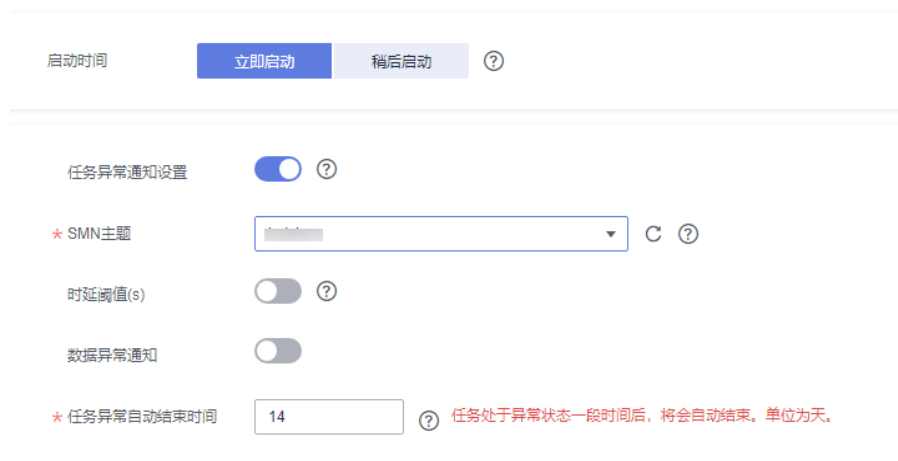 启动时间 立即启动 稍后启动 ?
任务异常通知设置 ?
* SMN主题 ?
时延阈值(s) ?
数据异常通知
* 任务异常自动结束时间 14 ? 任务处于异常状态一段时间后，将会自动结束。单位为天。